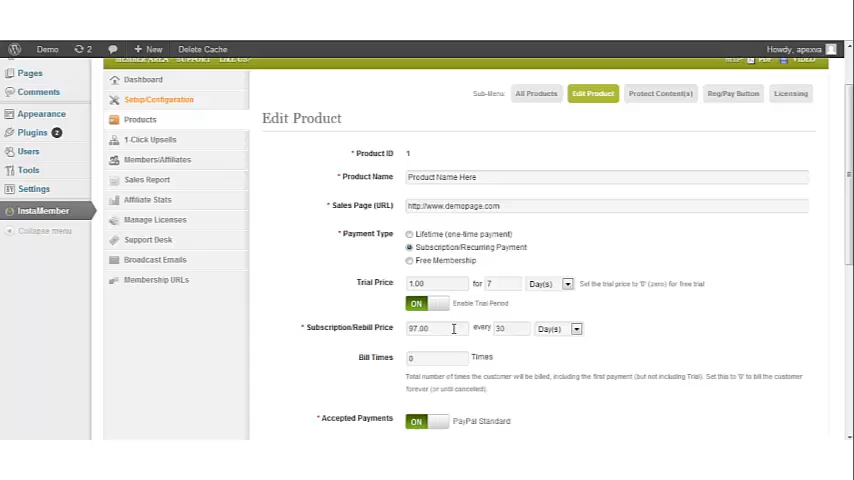 Demo 2 + New Delete Cache Howdy, apexxa
MEMBER AREA SUPPORT VIDEO
Pages
Comments
Appearance
Plugins 2
Users
Tools
Settings
InstaMember
Collapse menu
Dashboard
Setup/Configuration
Products
1-Click Upsells
Members/Affiliates
Sales Report
Affiliate Stats
Manage Licenses
Support Desk
Broadcast Emails
Membership URLs
Sub-Menu: All Products Edit Product Protect Content(s) Reg/Pay Button Licensing
Edit Product
* Product ID 1
* Product Name Product Name Here
* Sales Page (URL) http://www.demopage.com
* Payment Type Lifetime (one-time payment)
Subscription/Recurring Payment
Free Membership
Trial Price 1.00 for 7 Day(s) Set the trial price to '0' (zero) for free trial
ON Enable Trial Period
* Subscription/Rebill Price 97.00 every 30 Day(s)
Bill Times 0 Times
Total number of times the customer will be billed, including the first payment (but not including Trial). Set this to '0' to bill the customer
forever (or until cancelled).
* Accepted Payments ON PayPal Standard